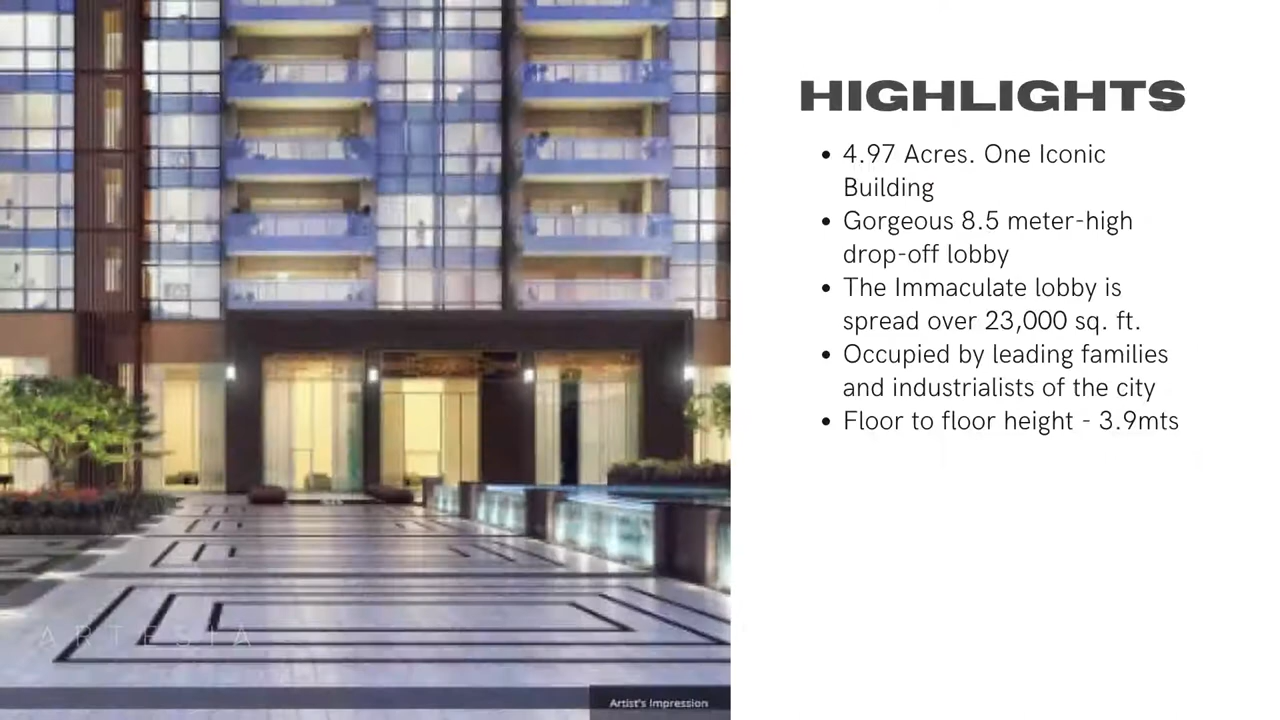 HIGHLIGHTS
• 4.97 Acres. One Iconic
Building
• Gorgeous 8.5 meter-high
drop-off lobby
• The Immaculate lobby is
spread over 23,000 sq. ft.
• Occupied by leading families
and industrialists of the city
• Floor to floor height - 3.9mts
ARTESIA
Artist's Impression